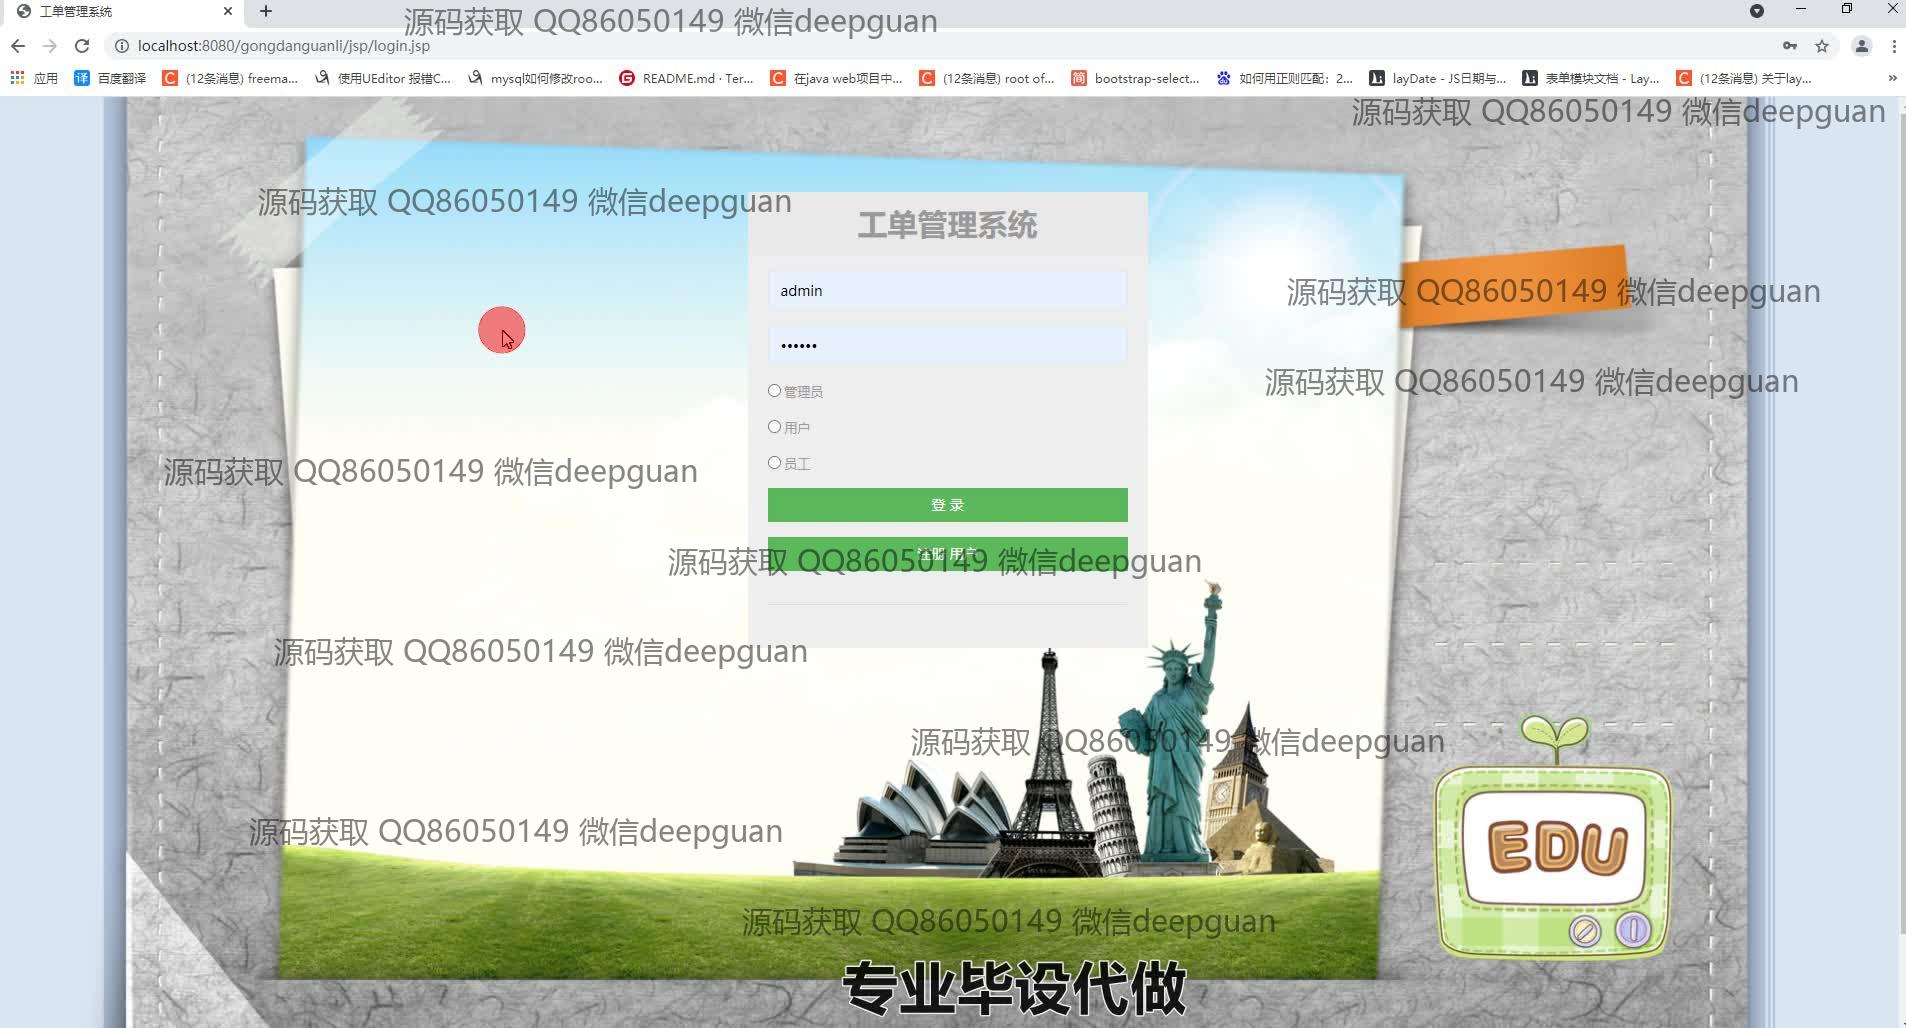 工单管理系统
源码获取 QQ86050149 微信deepguan
localhost:8080/gongdanguanli/jsp/login.jsp
应用
百度翻译
(12条消息) freema...
使用UEditor 报错C...
mysql如何修改roo...
README.md · Ter...
在java web项目中...
(12条消息) root of...
bootstrap-select...
如何用正则匹配：2...
layDate - JS日期与...
表单模块文档 - Lay...
(12条消息) 关于lay...
源码获取 QQ86050149 微信deepguan
源码获取 QQ86050149 微信deepguan
工单管理系统
源码获取 QQ86050149 微信deepguan
admin
源码获取 QQ86050149 微信deepguan
管理员
用户
员工
源码获取 QQ86050149 微信deepguan
登 录
注册 用户
源码获取 QQ86050149 微信deepguan
源码获取 QQ86050149 微信deepguan
源码获取 QQ86050149 微信deepguan
源码获取 QQ86050149 微信deepguan
EDU
源码获取 QQ86050149 微信deepguan
专业毕设代做